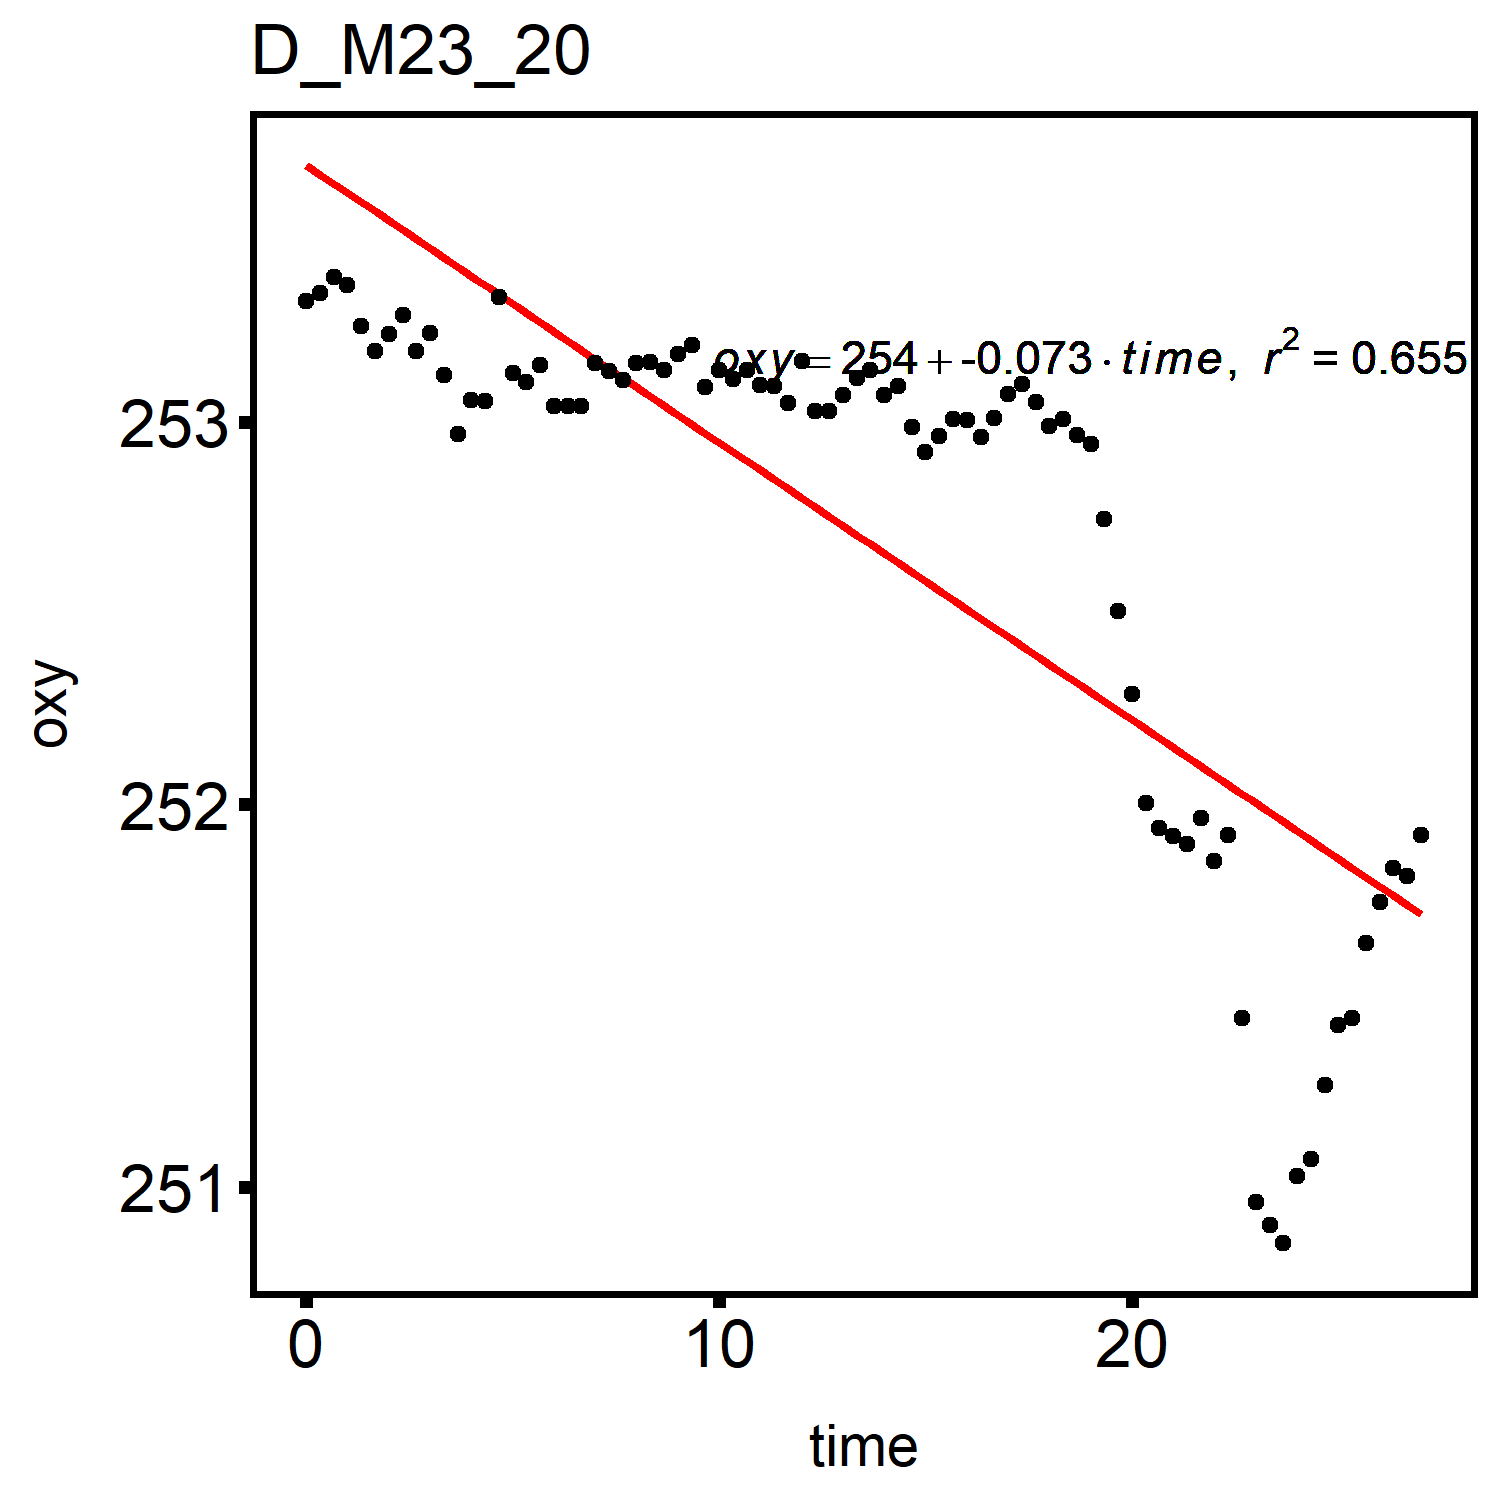 D_M23_20
oxy = 254 + -0.073 · time, r² = 0.655
253
252
251
oxy
0 10 20
time